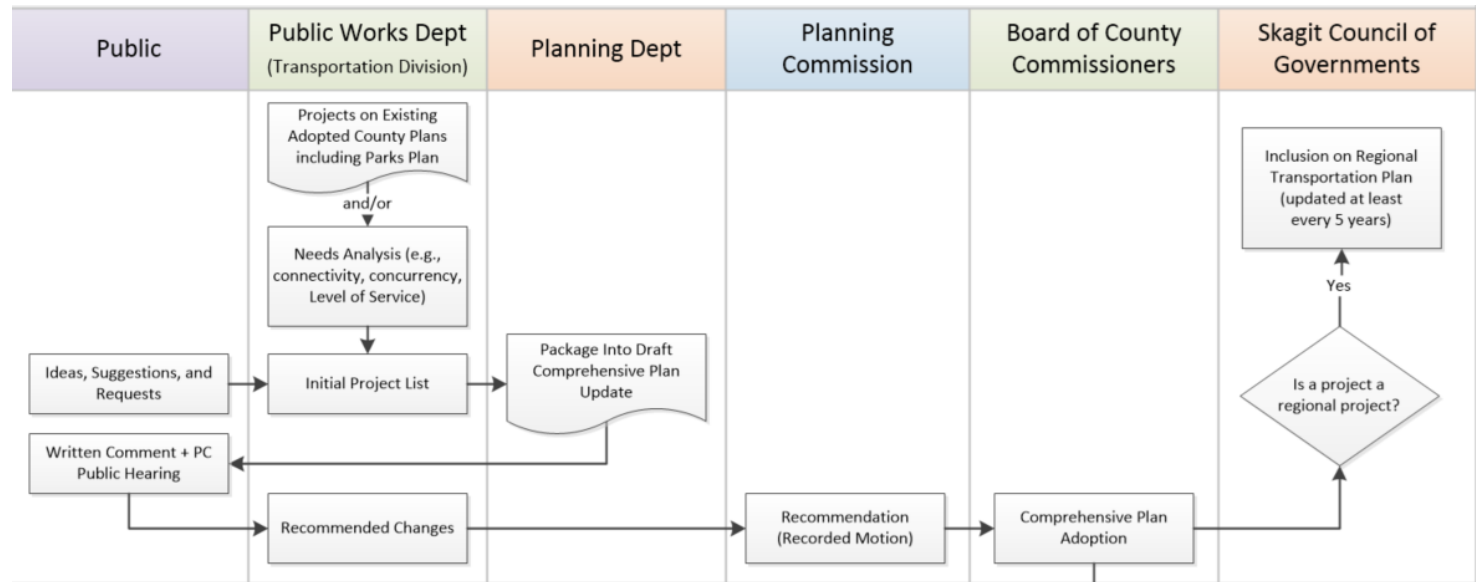 Public
Public Works Dept
(Transportation Division)
Planning Dept
Planning
Commission
Board of County
Commissioners
Skagit Council of
Governments
Projects on Existing
Adopted County Plans
including Parks Plan
and/or
Needs Analysis (e.g.,
connectivity, concurrency,
Level of Service)
Inclusion on Regional
Transportation Plan
(updated at least
every 5 years)
Yes
Ideas, Suggestions, and
Requests
Initial Project List
Package Into Draft
Comprehensive Plan
Update
Is a project a
regional project?
Written Comment + PC
Public Hearing
Recommended Changes
Recommendation
(Recorded Motion)
Comprehensive Plan
Adoption